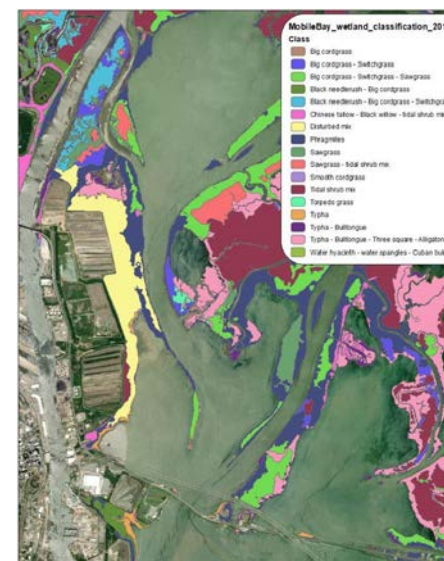 MobileBay_wetland_classification_201
Class
Big cordgrass
Big cordgrass - Switchgrass
Big cordgrass - Switchgrass - Sawgrass
Black needlerush - Big cordgrass
Black needlerush - Big cordgrass - Switchgra
Chinese tallow - Black willow - tidal shrub mix
Disturbed mix
Phragmites
Sawgrass
Sawgrass - tidal shrub mix
Smooth cordgrass
Tidal shrub mix
Torpedo grass
Typha
Typha - Bulltongue
Typha - Bulltongue - Three square - Alligator
Water hyacinth - water spangles - Cuban bul